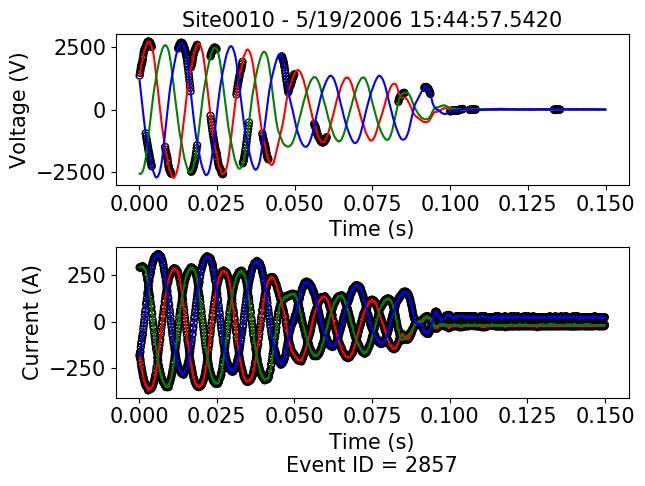 Site0010 - 5/19/2006 15:44:57.5420
Voltage (V)
2500
0
−2500
0.000 0.025 0.050 0.075 0.100 0.125 0.150
Time (s)
Current (A)
250
0
−250
0.000 0.025 0.050 0.075 0.100 0.125 0.150
Time (s)
Event ID = 2857